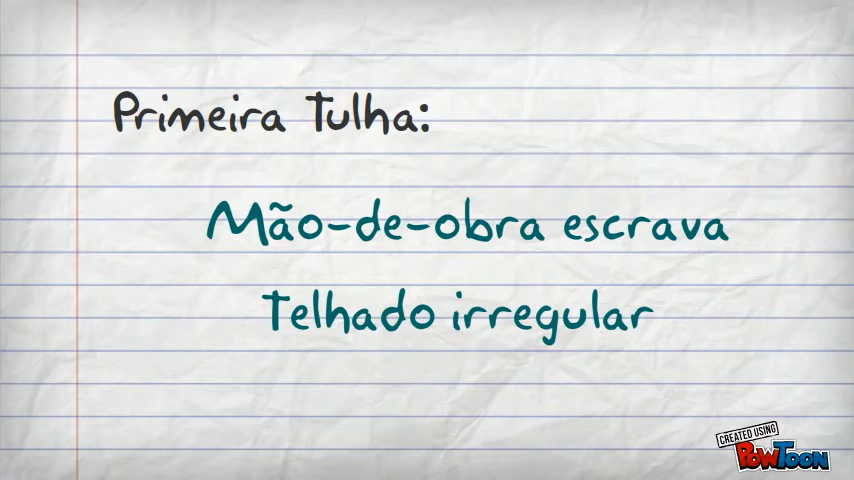 Primeira Tulha:
Mão-de-obra escrava
Telhado irregular
CREATED USING
POWTOON